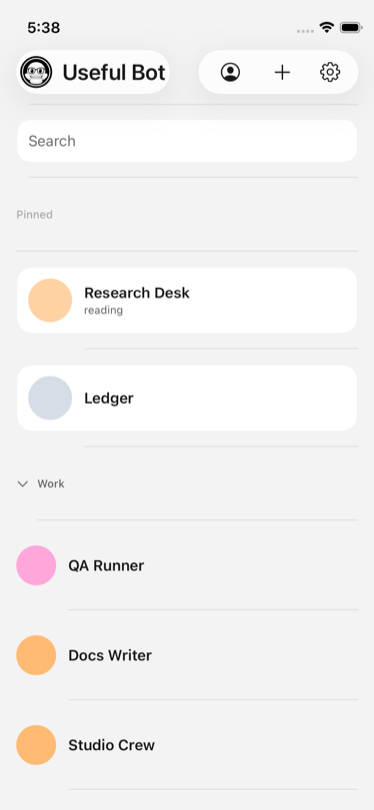 5:38
Useful Bot
Search
Pinned
Research Desk
reading
Ledger
Work
QA Runner
Docs Writer
Studio Crew